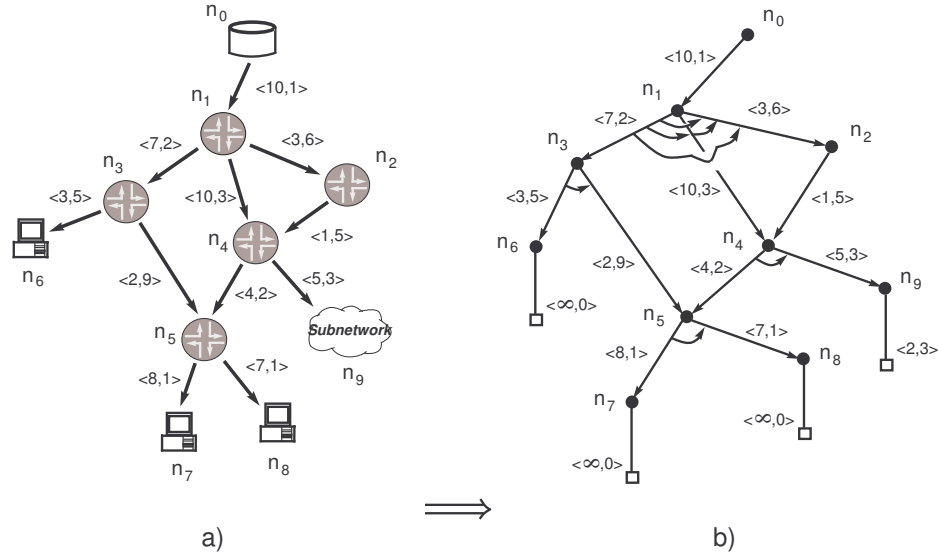 n0
<10,1>
n1
<7,2>
<3,6>
n3
n2
<3,5>
<10,3>
<1,5>
n4
n6
<2,9>
<4,2>
<5,3>
n5
Subnetwork
n9
<8,1>
<7,1>
n7
n8
a)
n0
<10,1>
n1
<7,2>
<3,6>
n3
n2
<3,5>
<10,3>
<1,5>
n6
n4
<2,9>
<4,2>
<5,3>
n9
<∞,0>
n5
<7,1>
<8,1>
n8
<2,3>
n7
<∞,0>
<∞,0>
b)